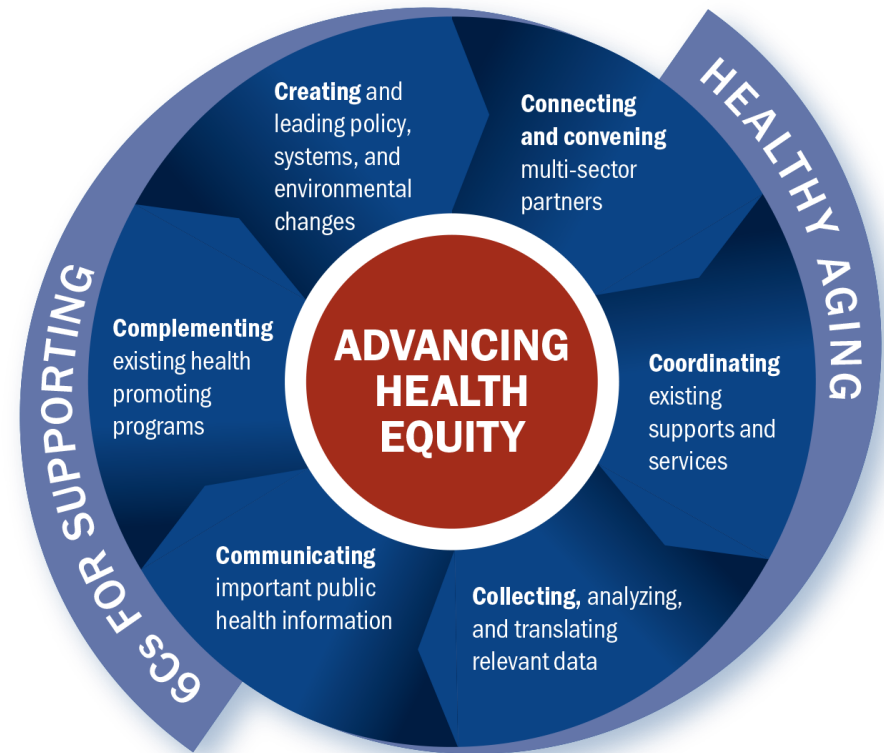 6Cs FOR SUPPORTING
HEALTHY AGING
Creating and
leading policy,
systems, and
environmental
changes
Connecting
and convening
multi-sector
partners
Coordinating
existing
supports and
services
Collecting, analyzing,
and translating
relevant data
Communicating
important public
health information
Complementing
existing health
promoting
programs
ADVANCING
HEALTH
EQUITY